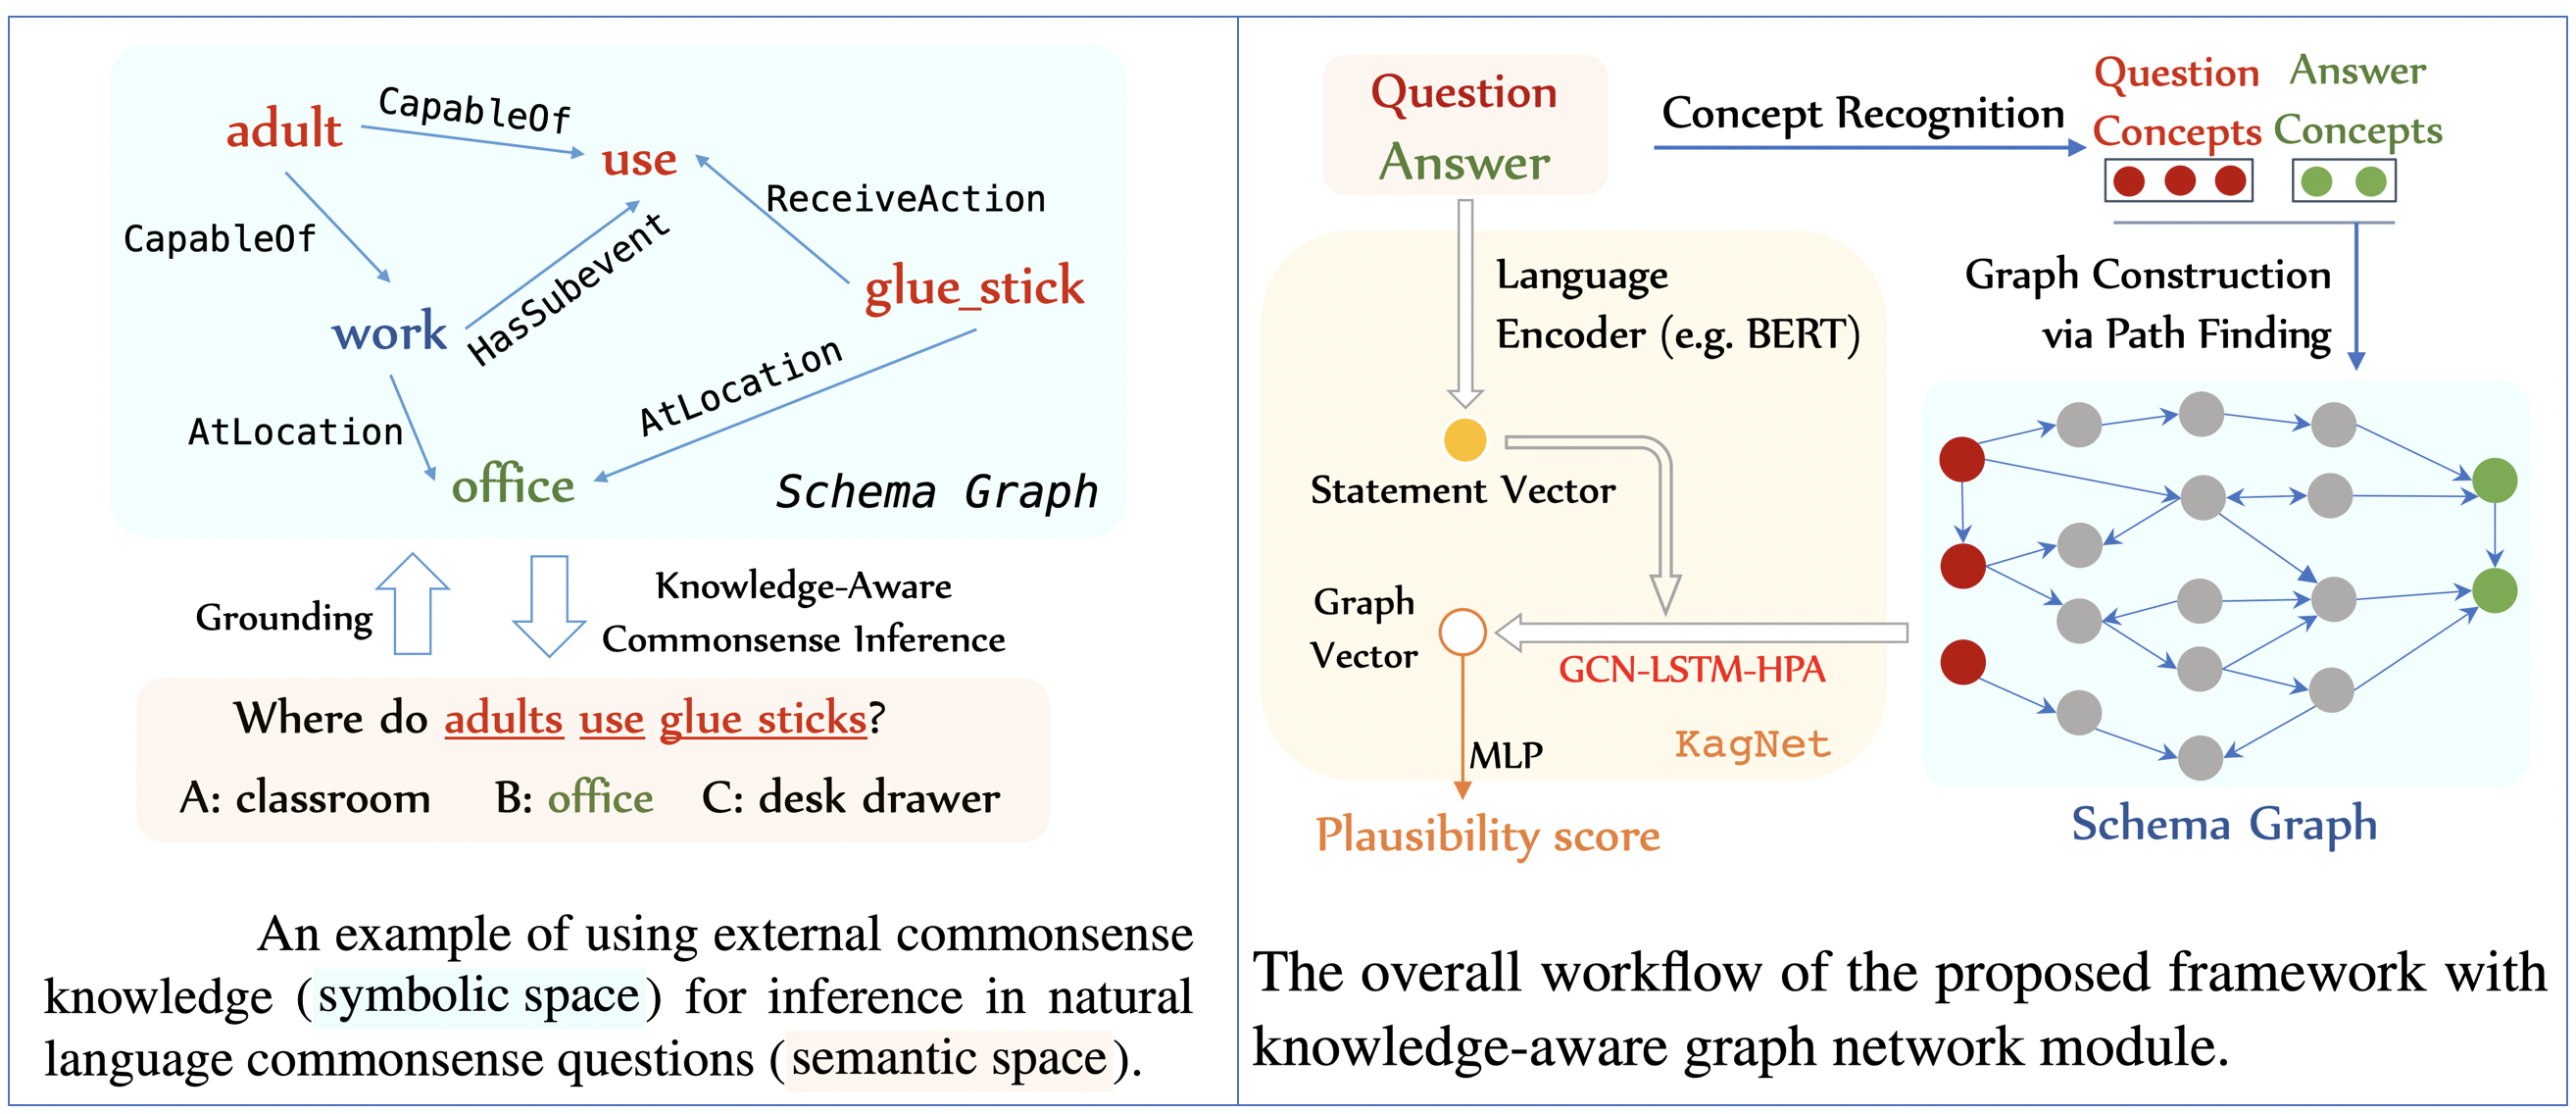 adult
CapableOf
use
ReceiveAction
CapableOf
glue_stick
work
HasSubevent
AtLocation
AtLocation
office
Schema Graph
Grounding
Knowledge-Aware
Commonsense Inference
Where do adults use glue sticks?
A: classroom B: office C: desk drawer
An example of using external commonsense
knowledge (symbolic space) for inference in natural
language commonsense questions (semantic space).
Question
Answer
Concept Recognition
Question
Concepts
Answer
Concepts
Language
Encoder (e.g. BERT)
Graph Construction
via Path Finding
Statement Vector
Graph
Vector
GCN-LSTM-HPA
KagNet
MLP
Plausibility score
Schema Graph
The overall workflow of the proposed framework with
knowledge-aware graph network module.